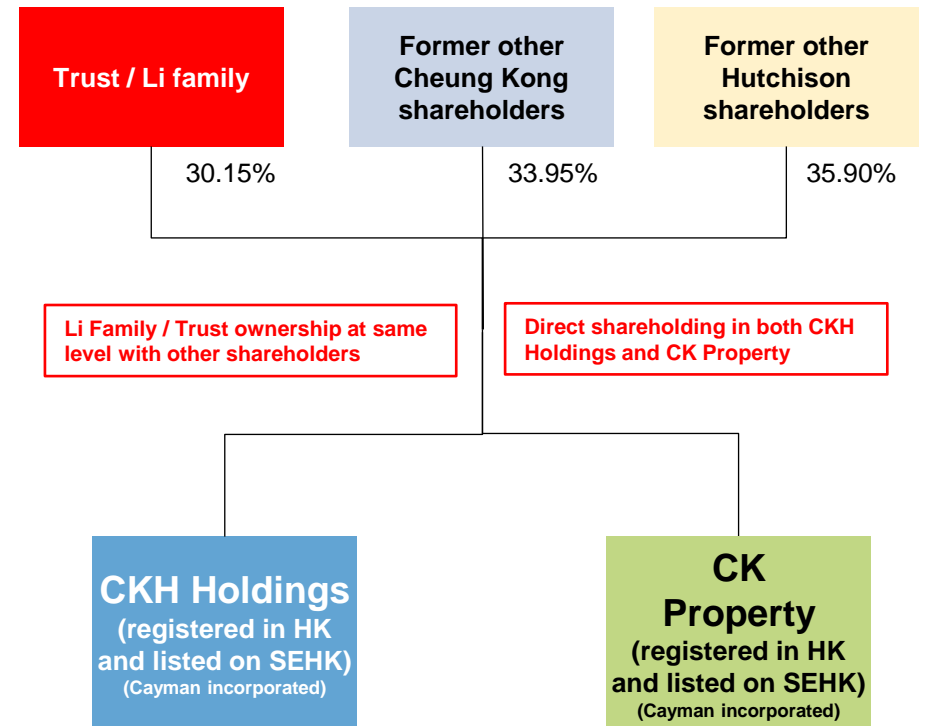 Trust / Li family
Former other
Cheung Kong
shareholders
Former other
Hutchison
shareholders
30.15%
33.95%
35.90%
Li Family / Trust ownership at same
level with other shareholders
Direct shareholding in both CKH
Holdings and CK Property
CKH Holdings
(registered in HK
and listed on SEHK)
(Cayman incorporated)
CK
Property
(registered in HK
and listed on SEHK)
(Cayman incorporated)